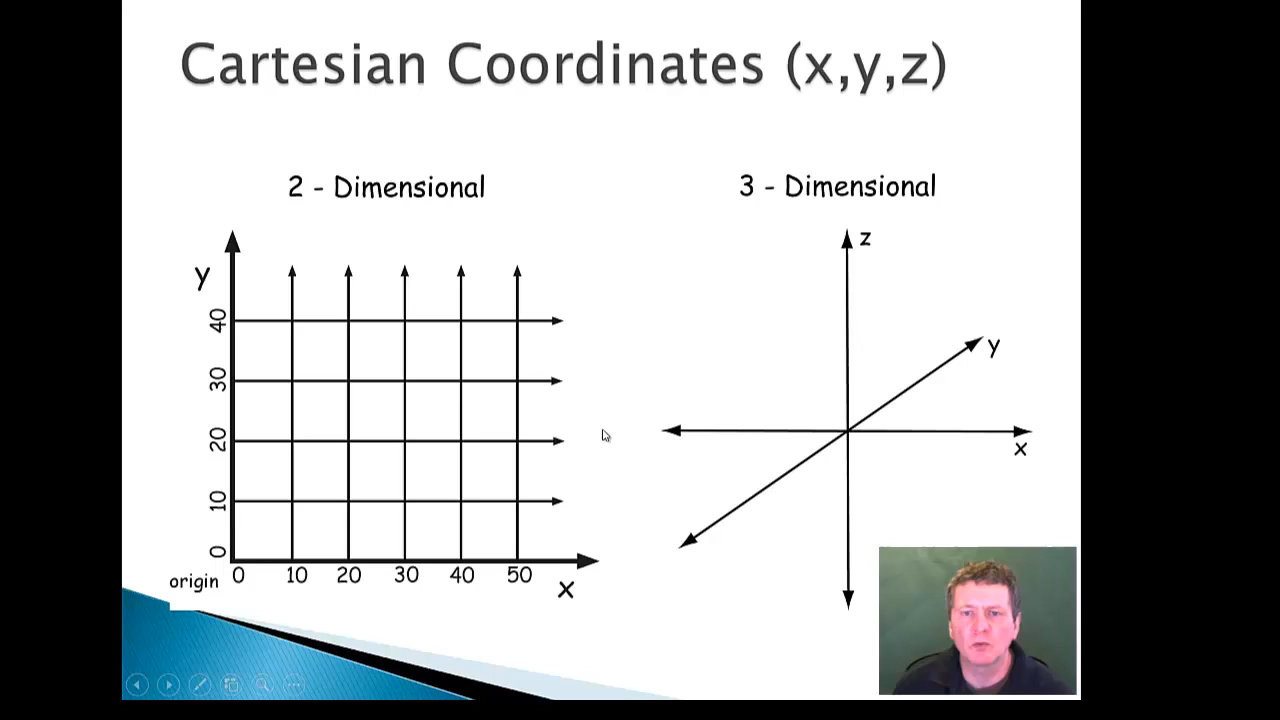 Cartesian Coordinates (x,y,z)
2 - Dimensional
3 - Dimensional
y
40
30
20
10
0
origin
0 10 20 30 40 50
x
z
y
x